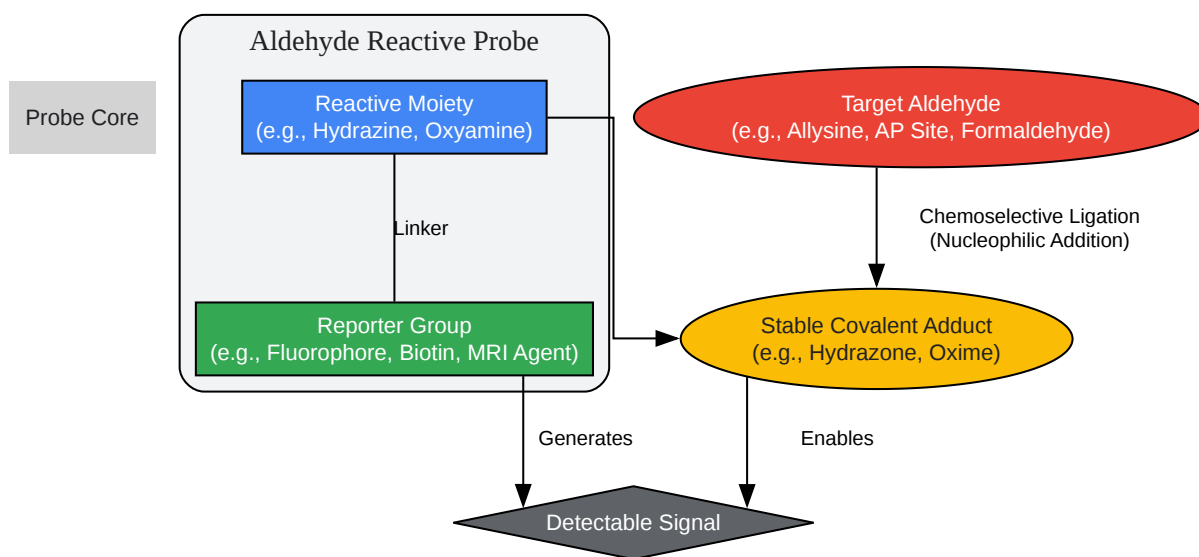 Aldehyde Reactive Probe
Probe Core
Reactive Moiety
(e.g., Hydrazine, Oxyamine)
Target Aldehyde
(e.g., Allysine, AP Site, Formaldehyde)
Linker
Chemoselective Ligation
(Nucleophilic Addition)
Reporter Group
(e.g., Fluorophore, Biotin, MRI Agent)
Stable Covalent Adduct
(e.g., Hydrazone, Oxime)
Generates
Enables
Detectable Signal